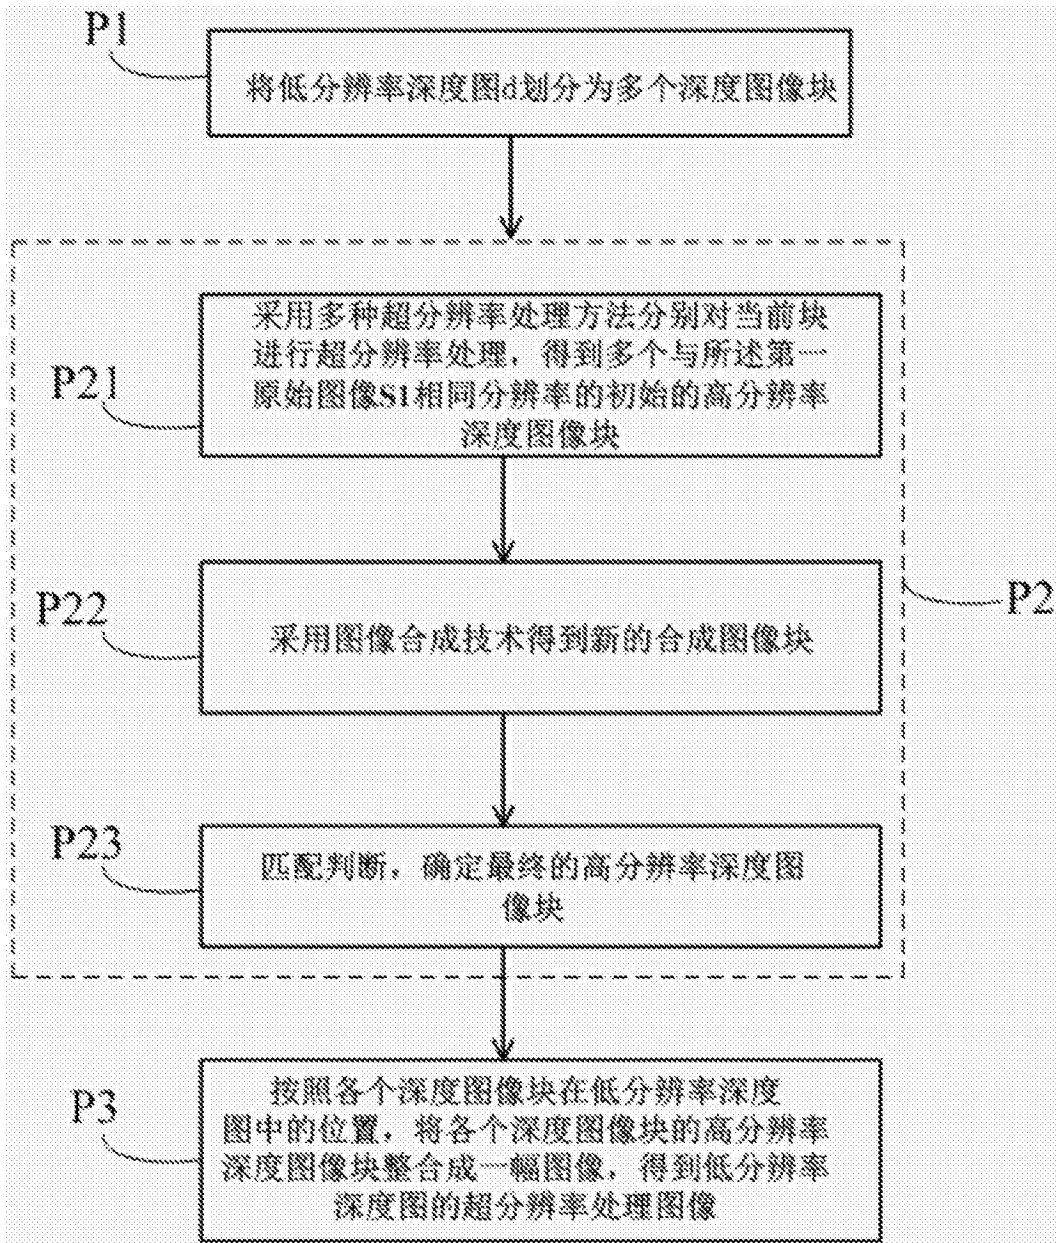 P1
将低分辨率深度图d划分为多个深度图像块
采用多种超分辨率处理方法分别对当前块
进行超分辨率处理，得到多个与所述第一
原始图像S1相同分辨率的初始的高分辨率
深度图像块
P21
采用图像合成技术得到新的合成图像块
P22
P2
匹配判断，确定最终的高分辨率深度图
像块
P23
按照各个深度图像块在低分辨率深度
图中的位置，将各个深度图像块的高分辨率
深度图像块整合成一幅图像，得到低分辨率
深度图的超分辨率处理图像
P3